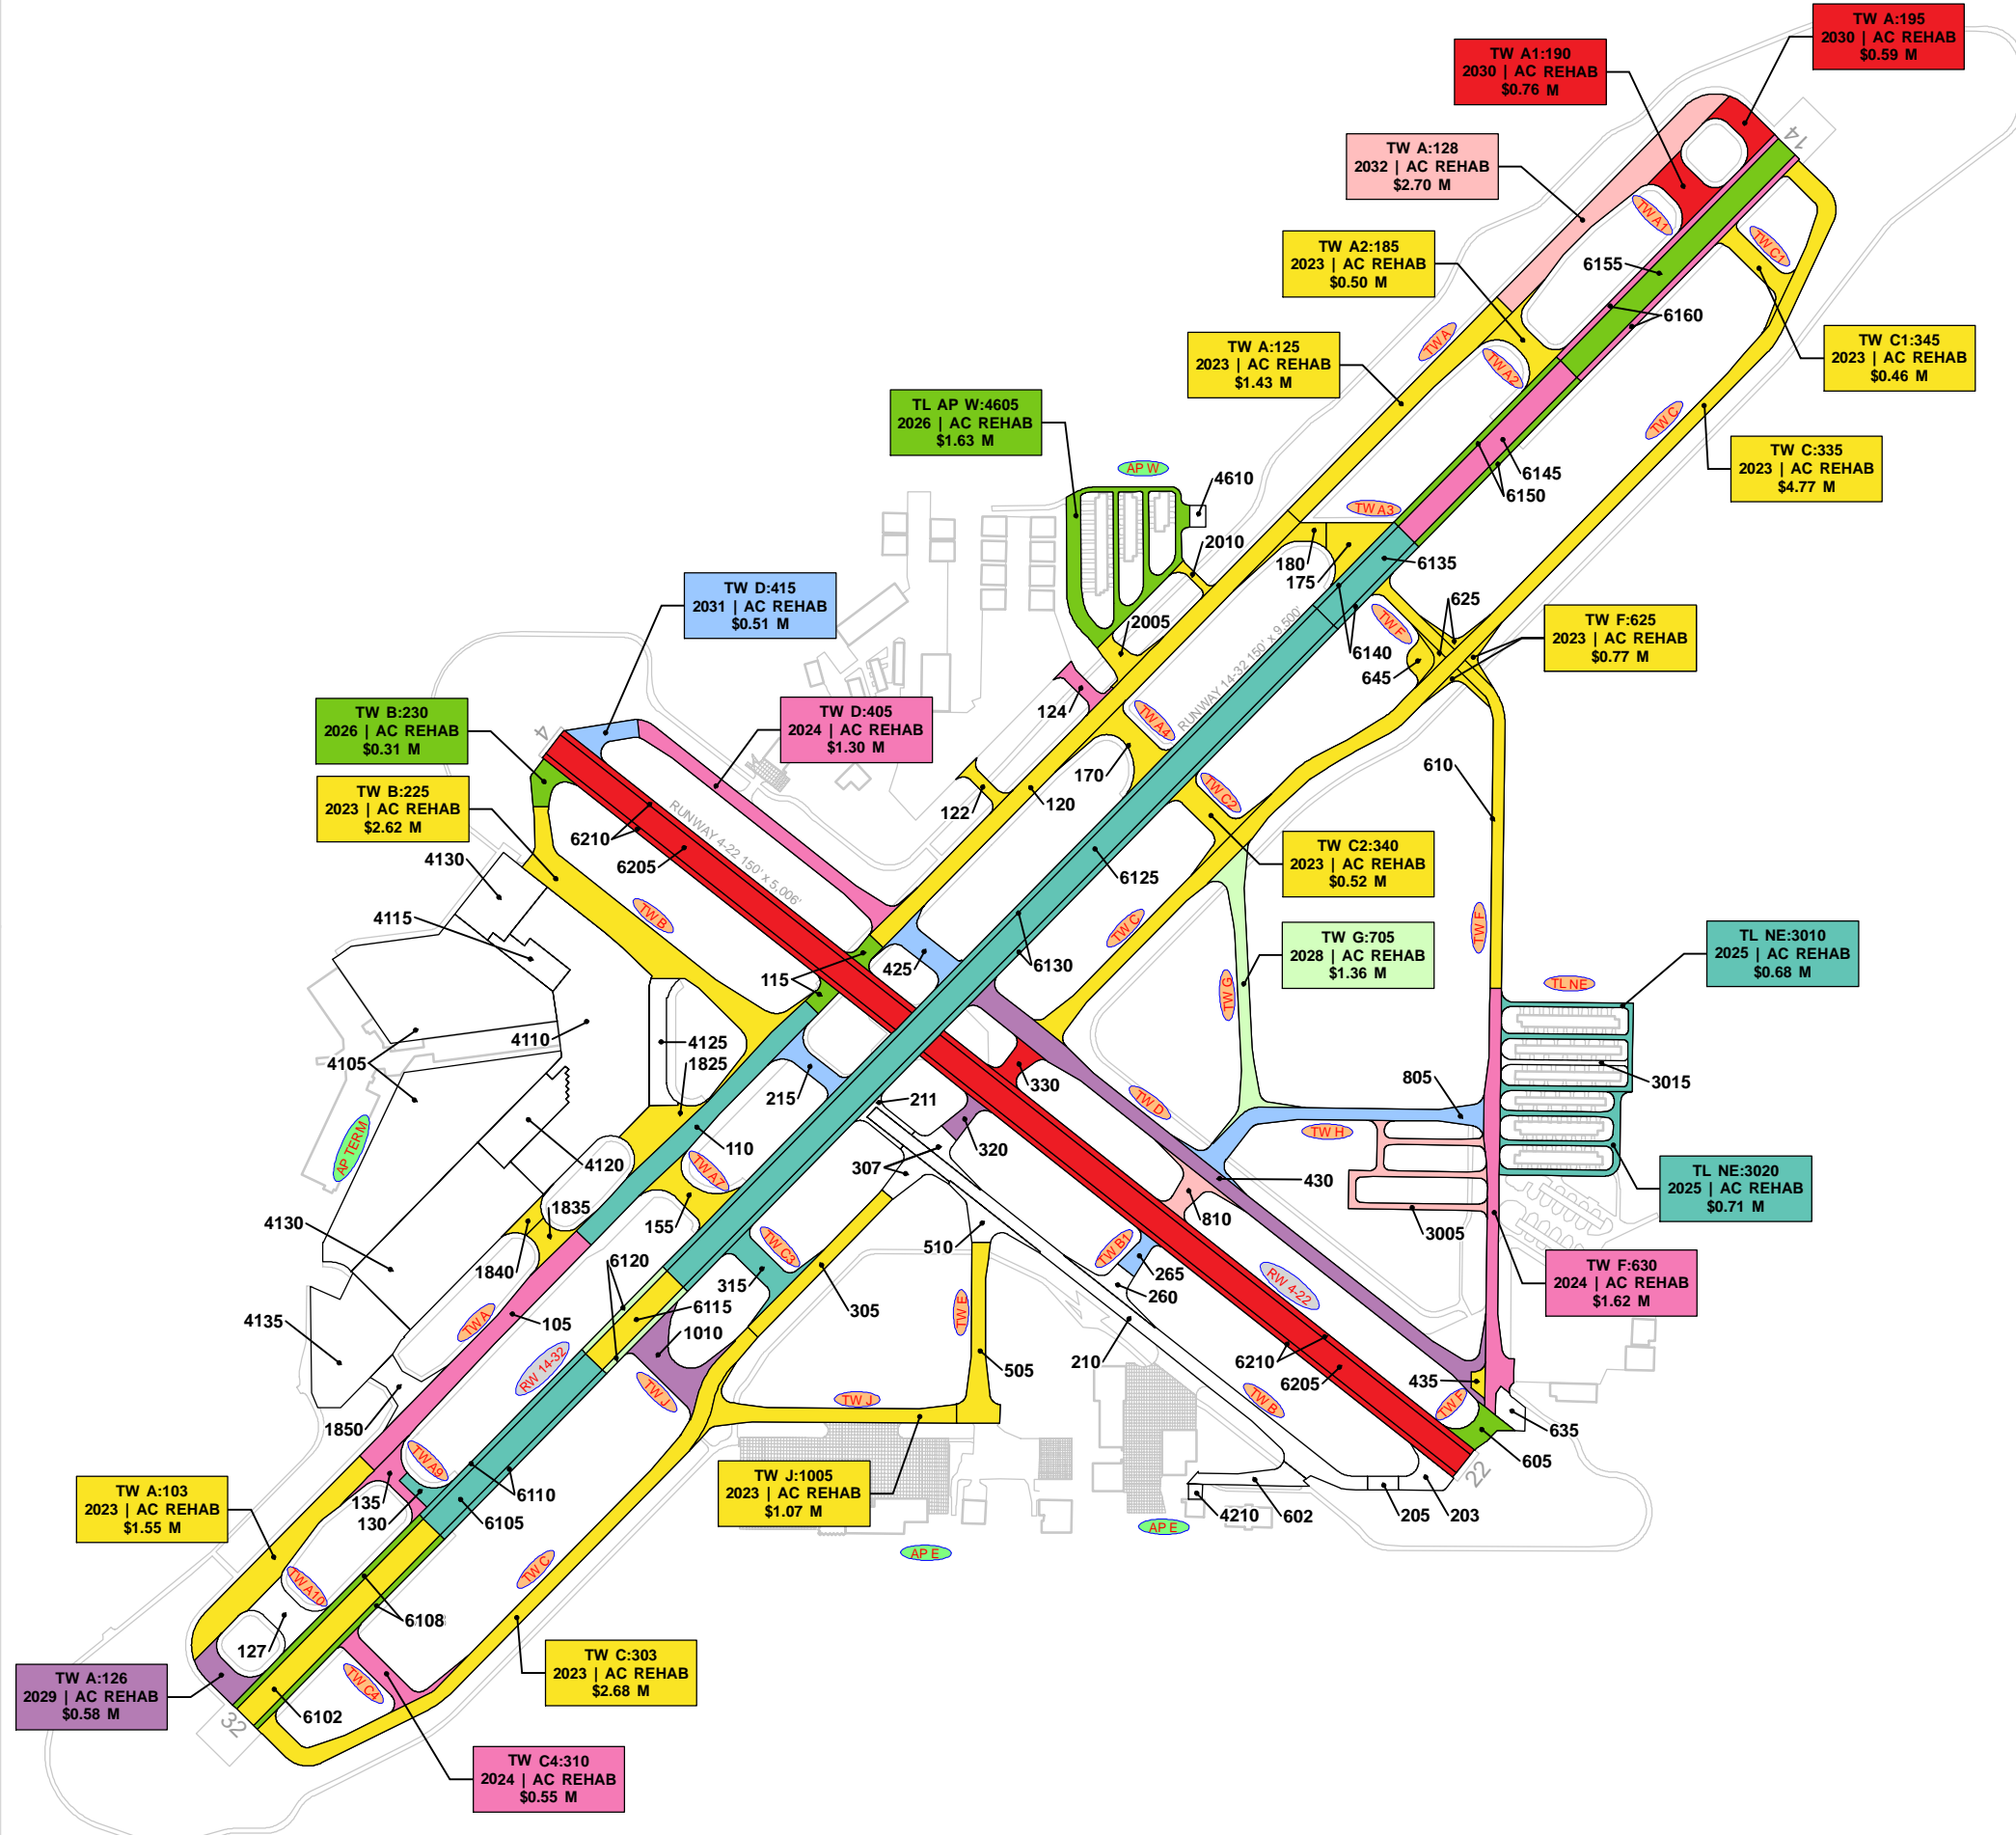 TW A:195
2030 | AC REHAB
$0.59 M
TW A1:190
2030 | AC REHAB
$0.76 M
14
TW A:128
2032 | AC REHAB
$2.70 M
TW A1
TW C1
TW A2:185
2023 | AC REHAB
$0.50 M
6155
6160
TW A
TW C1:345
2023 | AC REHAB
$0.46 M
TW A:125
2023 | AC REHAB
$1.43 M
TW A2
TW C
TL AP W:4605
2026 | AC REHAB
$1.63 M
TW C:335
2023 | AC REHAB
$4.77 M
AP W
4610
6145
6150
TW A3
2010
180
175
6135
TW D:415
2031 | AC REHAB
$0.51 M
625
2005
TW F
TW F:625
2023 | AC REHAB
$0.77 M
RUNWAY 14-32 150' x 9,500'
6140
645
TW B:230
2026 | AC REHAB
$0.31 M
TW D:405
2024 | AC REHAB
$1.30 M
124
TW A4
4
610
170
TW C2
120
122
TW B:225
2023 | AC REHAB
$2.62 M
6210
6205
RUNWAY 4-22 150' x 5,006'
4130
6125
TW C2:340
2023 | AC REHAB
$0.52 M
4115
TW B
TW C
TW F
TW G:705
2028 | AC REHAB
$1.36 M
TL NE:3010
2025 | AC REHAB
$0.68 M
425
6130
115
TW G
TL NE
4110
4125
4105
1825
330
805
3015
215
211
TW D
TW H
AP TERM
110
320
4120
307
TW A7
430
TL NE:3020
2025 | AC REHAB
$0.71 M
1835
155
810
3005
4130
TW C3
510
TW B1
1840
6120
315
265
RW 4-22
TW F:630
2024 | AC REHAB
$1.62 M
260
305
6115
TW E
4135
TW A
105
1010
210
RW 14-32
505
6210
6205
435
TW J
TW J
TW B
TW F
1850
635
605
TW A9
22
TW A:103
2023 | AC REHAB
$1.55 M
135
130
6110
6105
TW J:1005
2023 | AC REHAB
$1.07 M
4210
602
205
203
AP E
AP E
TW C
TW A10
6108
127
TW C:303
2023 | AC REHAB
$2.68 M
TW A:126
2029 | AC REHAB
$0.58 M
TW C4
6102
32
TW C4:310
2024 | AC REHAB
$0.55 M